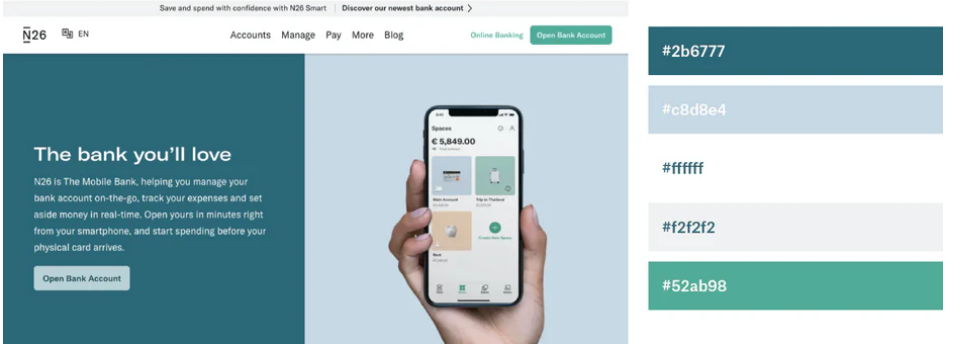 Save and spend with confidence with N26 Smart | Discover our newest bank account >
N26 EN Accounts Manage Pay More Blog Online Banking Open Bank Account
The bank you'll love
N26 is The Mobile Bank, helping you manage your
bank account on-the-go, track your expenses and set
aside money in real-time. Open yours in minutes right
from your smartphone, and start spending before your
physical card arrives.
Open Bank Account
Spaces
€ 5,849.00
Main Account
Trip to Thailand
Create New Space
#2b6777
#c8d8e4
#ffffff
#f2f2f2
#52ab98